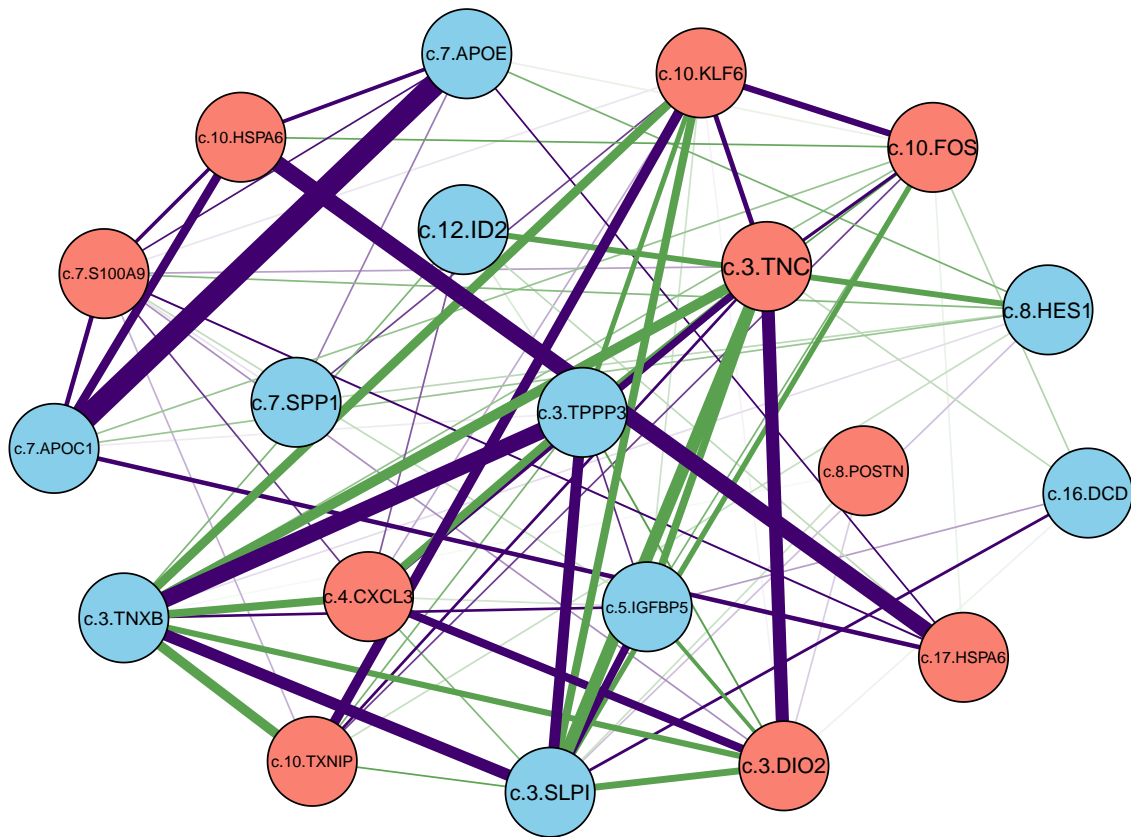 c.7.APOE
c.10.KLF6
c.10.HSPA6
c.10.FOS
c.12.ID2
c.3.TNC
c.7.S100A9
c.8.HES1
c.7.SPP1
c.3.TPPP3
c.7.APOC1
c.8.POSTN
c.16.DCD
c.4.CXCL3
c.5.IGFBP5
c.3.TNXB
c.17.HSPA6
c.10.TXNIP
c.3.DIO2
c.3.SLPI